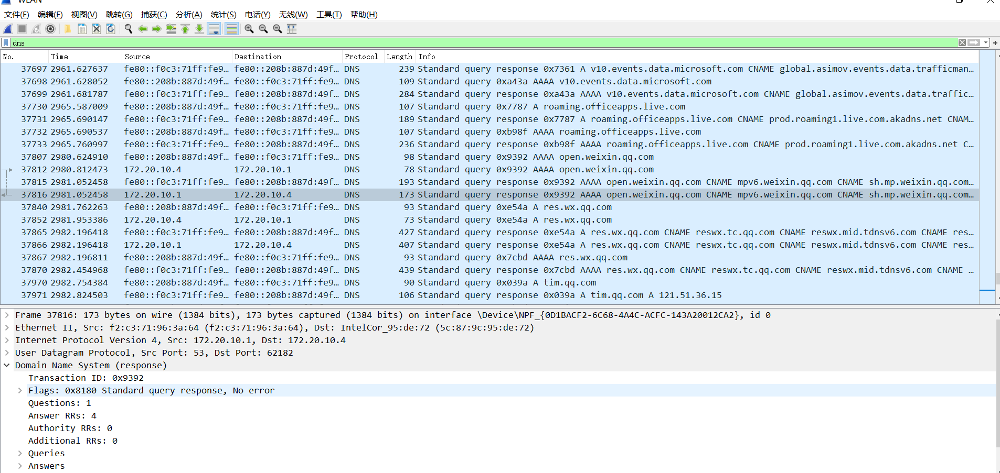 WLAN
文件(F) 编辑(E) 视图(V) 跳转(G) 捕获(C) 分析(A) 统计(S) 电话(Y) 无线(W) 工具(T) 帮助(H)
dns
No. Time Source Destination Protocol Length Info
37697 2961.627637 fe80::f0c3:71ff:fe9… fe80::208b:887d:49f… DNS 239 Standard query response 0x7361 A v10.events.data.microsoft.com CNAME global.asimov.events.data.trafficman…
37698 2961.628052 fe80::208b:887d:49f… fe80::f0c3:71ff:fe9… DNS 109 Standard query 0xa43a AAAA v10.events.data.microsoft.com
37699 2961.681787 fe80::f0c3:71ff:fe9… fe80::208b:887d:49f… DNS 284 Standard query response 0xa43a AAAA v10.events.data.microsoft.com CNAME global.asimov.events.data.traffic…
37730 2965.587009 fe80::208b:887d:49f… fe80::f0c3:71ff:fe9… DNS 107 Standard query 0x7787 A roaming.officeapps.live.com
37731 2965.690147 fe80::f0c3:71ff:fe9… fe80::208b:887d:49f… DNS 189 Standard query response 0x7787 A roaming.officeapps.live.com CNAME prod.roaming1.live.com.akadns.net CNAM…
37732 2965.690537 fe80::208b:887d:49f… fe80::f0c3:71ff:fe9… DNS 107 Standard query 0xb98f AAAA roaming.officeapps.live.com
37733 2965.760997 fe80::f0c3:71ff:fe9… fe80::208b:887d:49f… DNS 236 Standard query response 0xb98f AAAA roaming.officeapps.live.com CNAME prod.roaming1.live.com.akadns.net C…
37807 2980.624910 fe80::208b:887d:49f… fe80::f0c3:71ff:fe9… DNS 98 Standard query 0x9392 AAAA open.weixin.qq.com
37812 2980.812473 172.20.10.4 172.20.10.1 DNS 78 Standard query 0x9392 AAAA open.weixin.qq.com
37815 2981.052458 fe80::f0c3:71ff:fe9… fe80::208b:887d:49f… DNS 193 Standard query response 0x9392 AAAA open.weixin.qq.com CNAME mpv6.weixin.qq.com CNAME sh.mp.weixin.qq.com…
37816 2981.052458 172.20.10.1 172.20.10.4 DNS 173 Standard query response 0x9392 AAAA open.weixin.qq.com CNAME mpv6.weixin.qq.com CNAME sh.mp.weixin.qq.com…
37840 2981.762263 fe80::208b:887d:49f… fe80::f0c3:71ff:fe9… DNS 93 Standard query 0xe54a A res.wx.qq.com
37852 2981.953386 172.20.10.4 172.20.10.1 DNS 73 Standard query 0xe54a A res.wx.qq.com
37865 2982.196418 fe80::f0c3:71ff:fe9… fe80::208b:887d:49f… DNS 427 Standard query response 0xe54a A res.wx.qq.com CNAME reswx.tc.qq.com CNAME reswx.mid.tdnsv6.com CNAME res…
37866 2982.196418 172.20.10.1 172.20.10.4 DNS 407 Standard query response 0xe54a A res.wx.qq.com CNAME reswx.tc.qq.com CNAME reswx.mid.tdnsv6.com CNAME res…
37867 2982.196811 fe80::208b:887d:49f… fe80::f0c3:71ff:fe9… DNS 93 Standard query 0x7cbd AAAA res.wx.qq.com
37870 2982.454968 fe80::f0c3:71ff:fe9… fe80::208b:887d:49f… DNS 439 Standard query response 0x7cbd AAAA res.wx.qq.com CNAME reswx.tc.qq.com CNAME reswx.mid.tdnsv6.com CNAME …
37970 2982.754384 fe80::208b:887d:49f… fe80::f0c3:71ff:fe9… DNS 90 Standard query 0x039a A tim.qq.com
37971 2982.824503 fe80::f0c3:71ff:fe9… fe80::208b:887d:49f… DNS 106 Standard query response 0x039a A tim.qq.com A 121.51.36.15
Frame 37816: 173 bytes on wire (1384 bits), 173 bytes captured (1384 bits) on interface \Device\NPF_{0D1BACF2-6C68-4A4C-ACFC-143A20012CA2}, id 0
Ethernet II, Src: f2:c3:71:96:3a:64 (f2:c3:71:96:3a:64), Dst: IntelCor_95:de:72 (5c:87:9c:95:de:72)
Internet Protocol Version 4, Src: 172.20.10.1, Dst: 172.20.10.4
User Datagram Protocol, Src Port: 53, Dst Port: 62182
Domain Name System (response)
Transaction ID: 0x9392
Flags: 0x8180 Standard query response, No error
Questions: 1
Answer RRs: 4
Authority RRs: 0
Additional RRs: 0
Queries
Answers